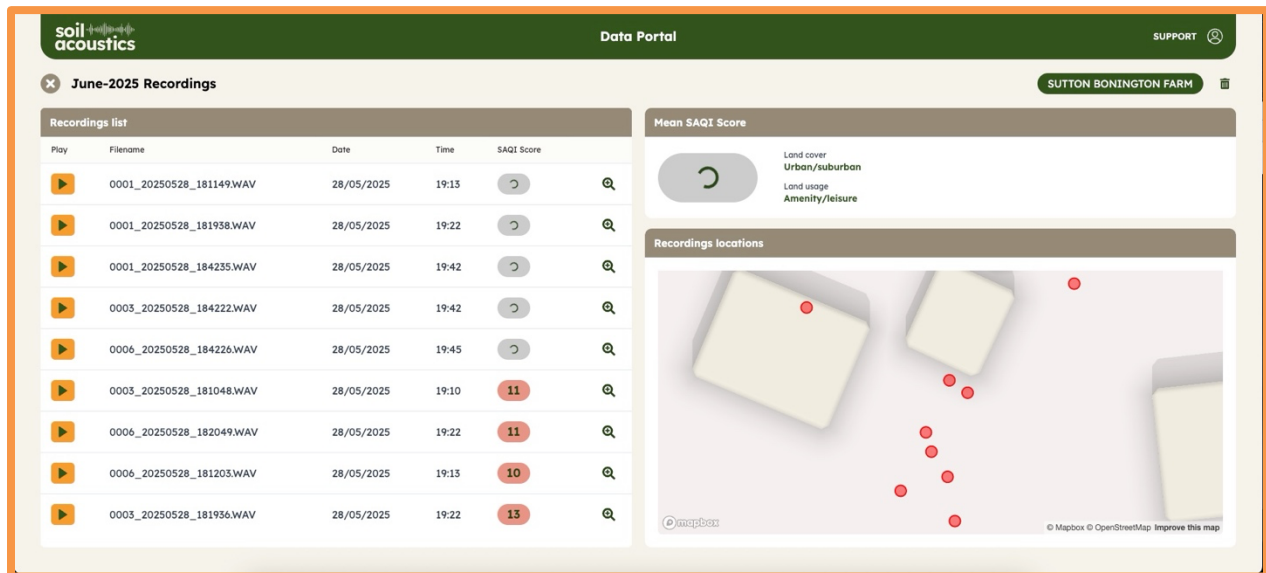 soil
acoustics
Data Portal
SUPPORT
June-2025 Recordings
SUTTON BONINGTON FARM
Recordings list
Play Filename Date Time SAQI Score
0001_20250528_181149.WAV 28/05/2025 19:13
0001_20250528_181938.WAV 28/05/2025 19:22
0001_20250528_184235.WAV 28/05/2025 19:42
0003_20250528_184222.WAV 28/05/2025 19:42
0006_20250528_184226.WAV 28/05/2025 19:45
0003_20250528_181048.WAV 28/05/2025 19:10 11
0006_20250528_182049.WAV 28/05/2025 19:22 11
0006_20250528_181203.WAV 28/05/2025 19:13 10
0003_20250528_181936.WAV 28/05/2025 19:22 13
Mean SAQI Score
Land cover
Urban/suburban
Land usage
Amenity/leisure
Recordings locations
mapbox
© Mapbox © OpenStreetMap Improve this map